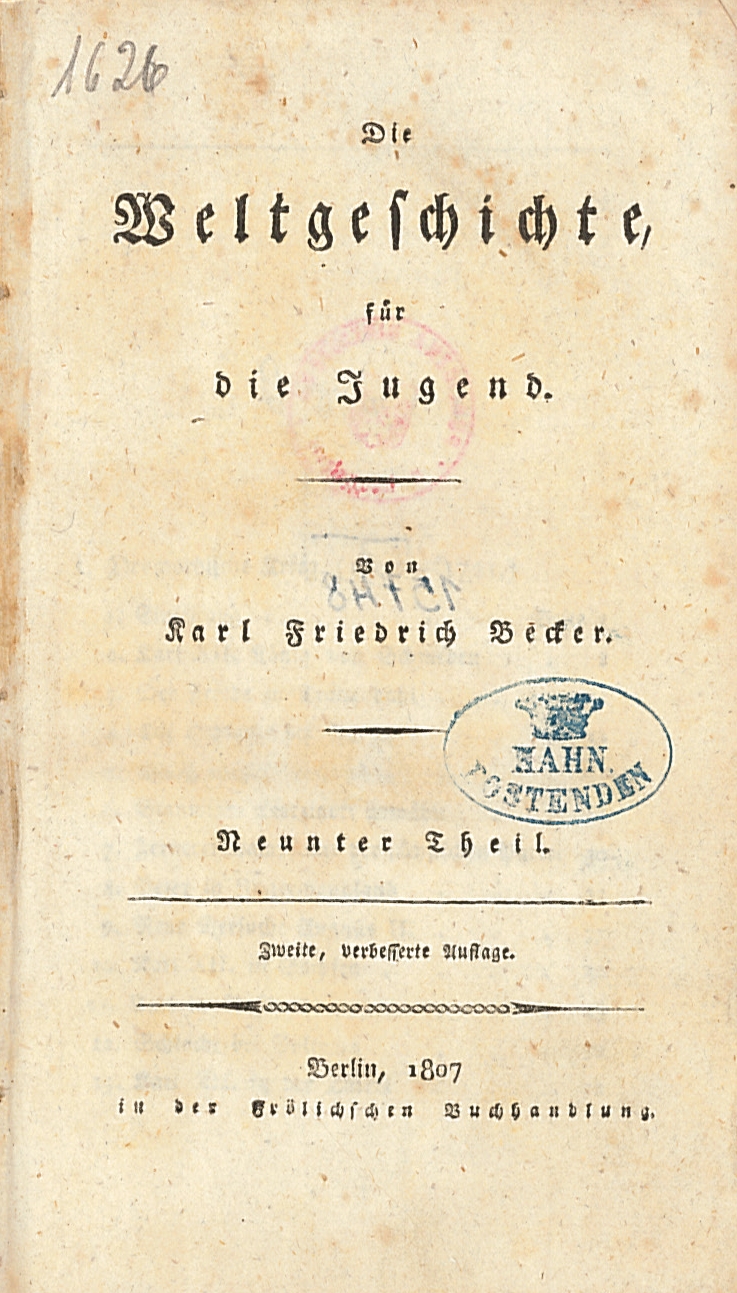 1626
Die
Weltgeschichte,
für
die Jugend.
Von
Karl Friedrich Becker.
HAHN
POSTENDEN
Neunter Theil.
Zweite, verbesserte Auflage.
Berlin, 1807
in der Frölichschen Buchhandlung.